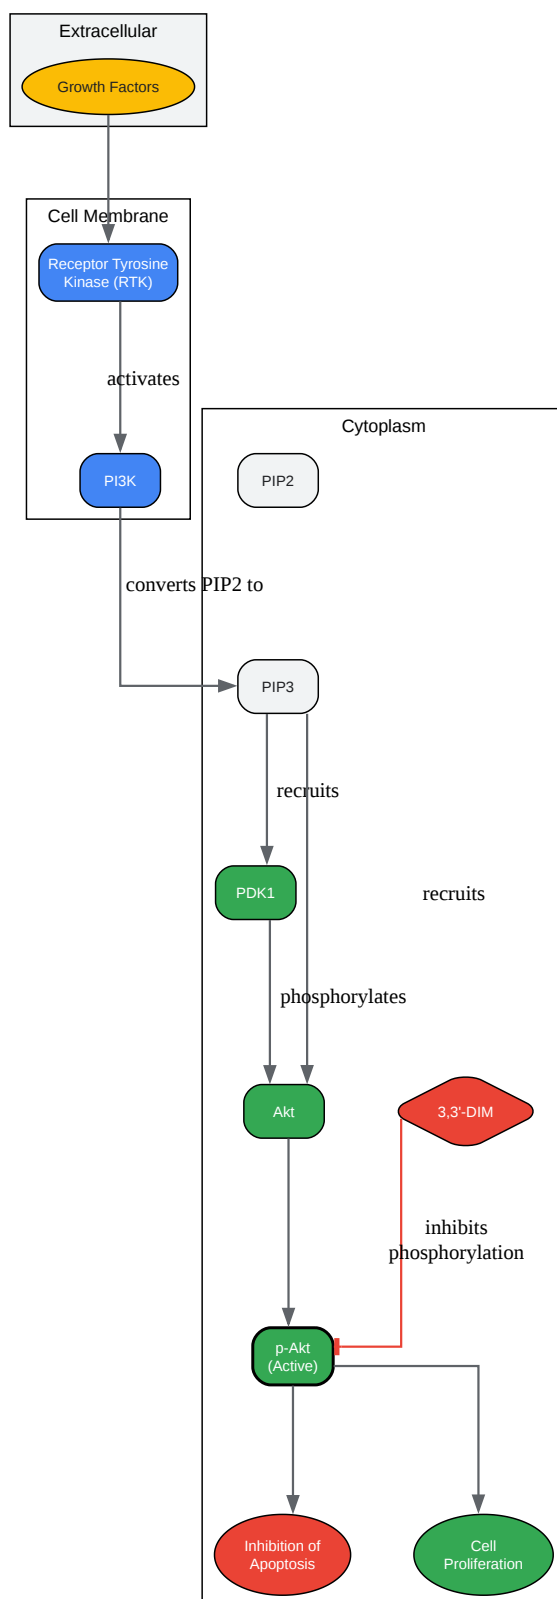 Extracellular
Growth Factors
Cell Membrane
Receptor Tyrosine
Kinase (RTK)
activates
Cytoplasm
PI3K
PIP2
converts PIP2 to
PIP3
recruits
PDK1
recruits
phosphorylates
Akt
3,3'-DIM
inhibits
phosphorylation
p-Akt
(Active)
Inhibition of
Apoptosis
Cell
Proliferation